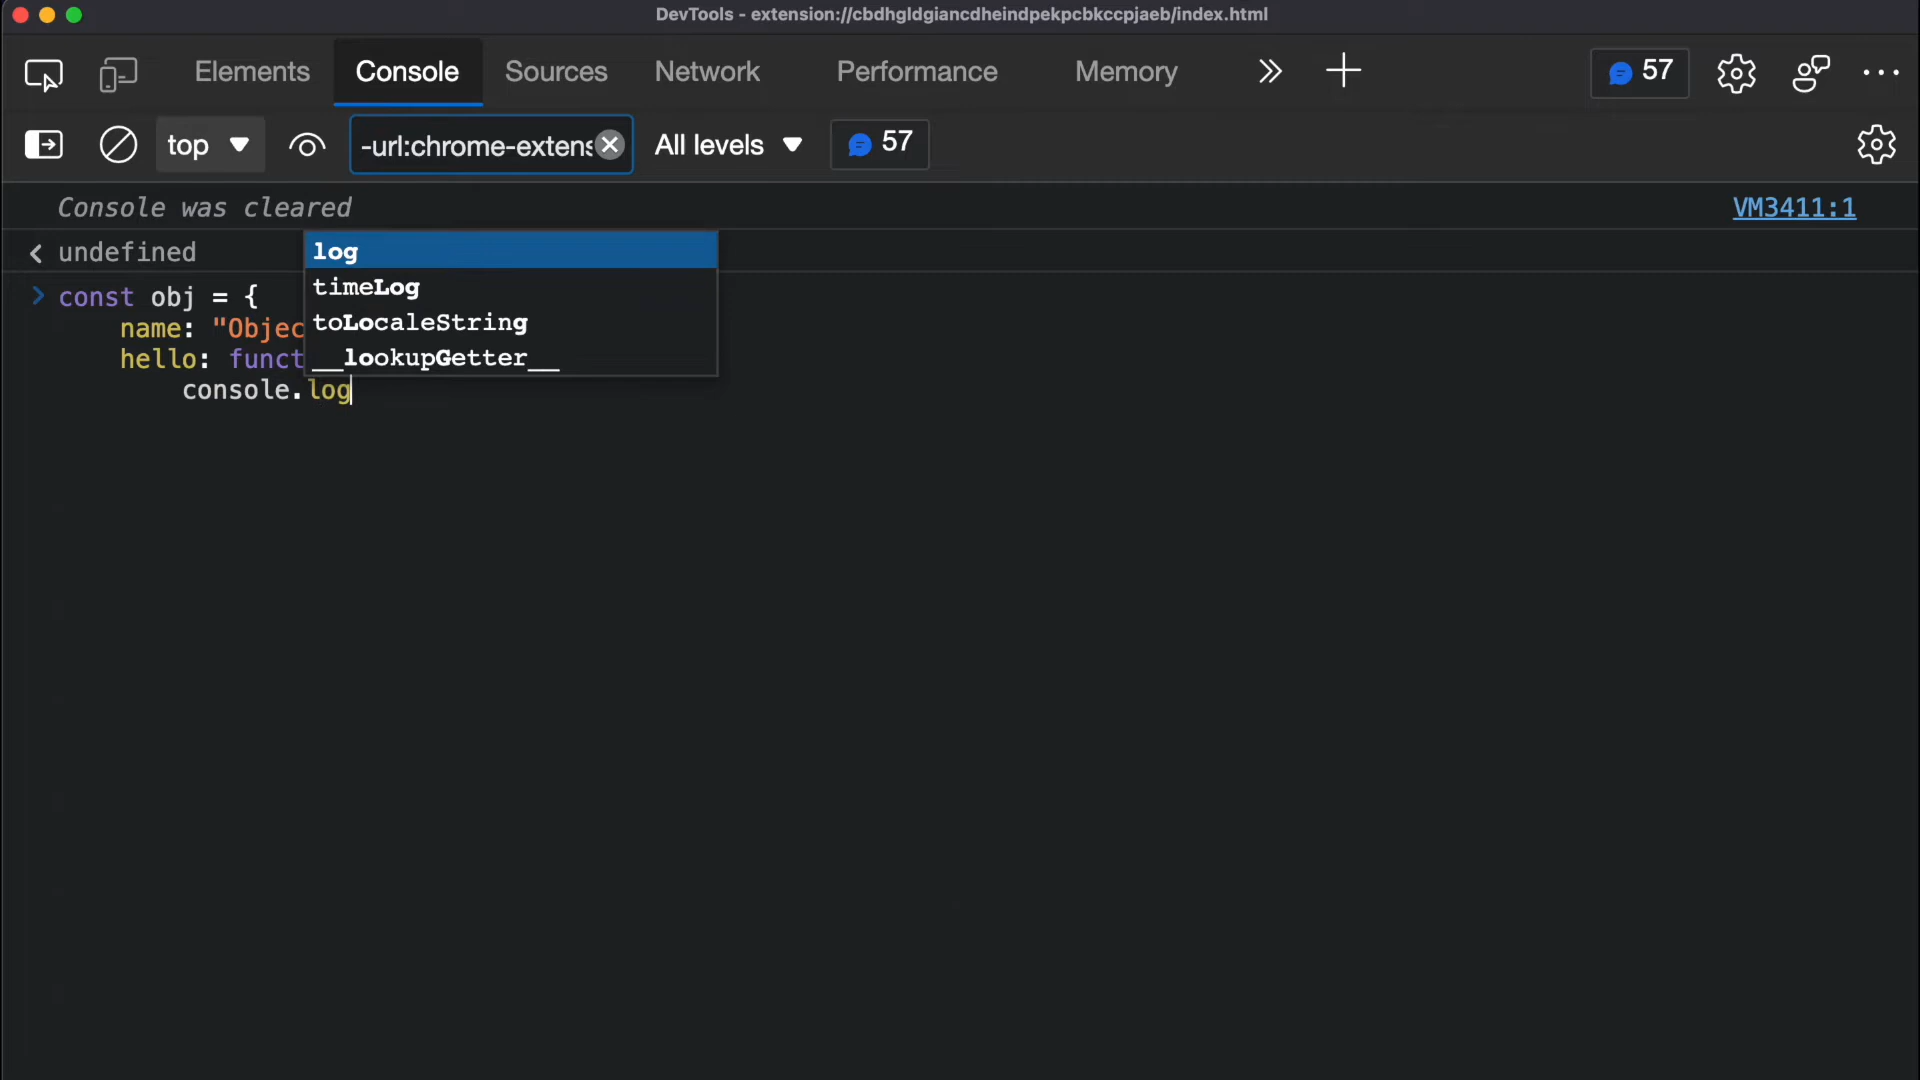 DevTools - extension://cbdhgldgiancdheindpekpcbkccpjaeb/index.html
Elements Console Sources Network Performance Memory 57
top -url:chrome-extens All levels 57
Console was cleared VM3411:1
undefined
const obj = {
name: "Objec
hello: funct
console.log
log
timeLog
toLocaleString
__lookupGetter__